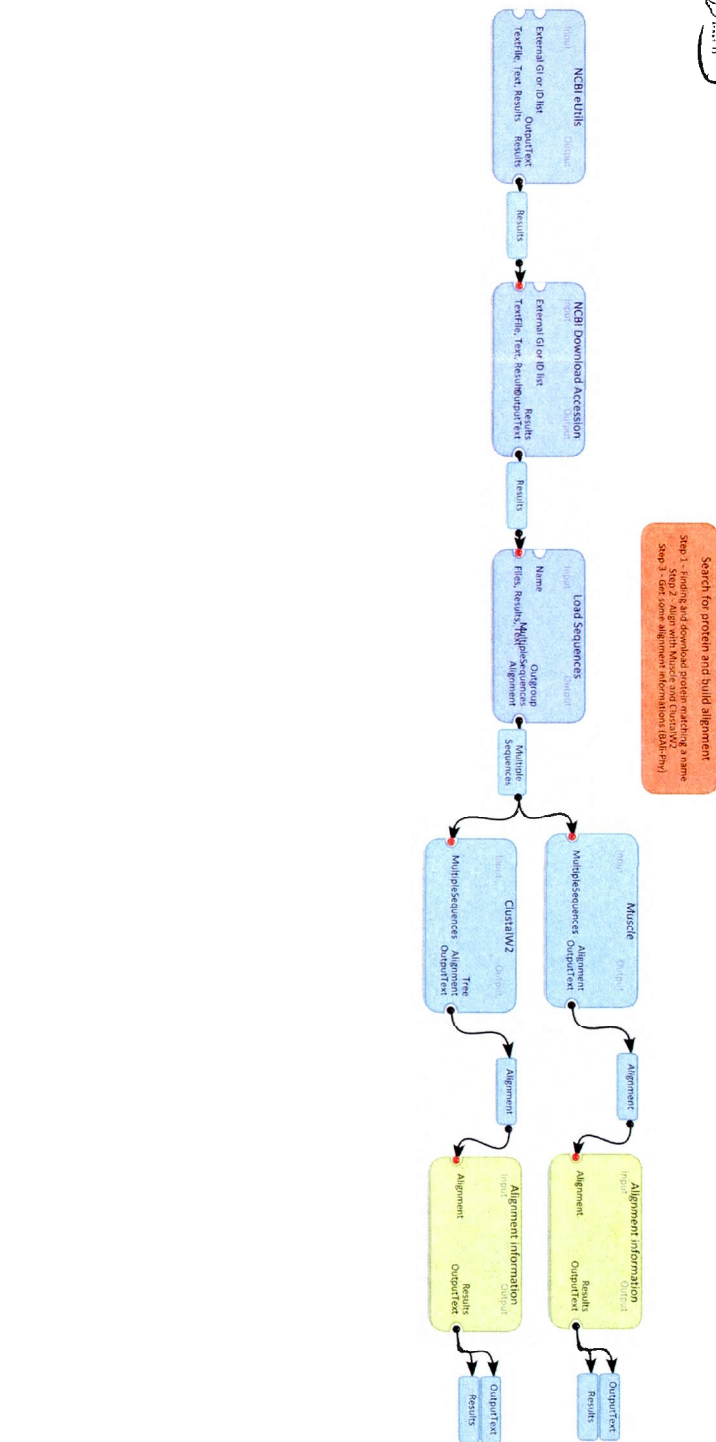 Search for protein and build alignment
Step 1 - Finding and download protein matching a name
Step 2 - Align with Muscle and ClustalW2
Step 3 - Get some alignment informations (BAli-Phy)
NCBI eUtils
Input Output
External GI or ID list
OutputText
TextFile, Text, Results Results
Results
NCBI Download Accession
Input Output
External GI or ID list
Results
TextFile, Text, Results OutputText
Results
Load Sequences
Input Output
Name
Outgroup
MultipleSequences
Files, Results, Text Alignment
Multiple
Sequences
Muscle
Input Output
Alignment
MultipleSequences OutputText
Alignment
Alignment information
Input Output
Alignment
Results
OutputText
OutputText
Results
ClustalW2
Input Output
Tree
Alignment
MultipleSequences OutputText
Alignment
Alignment information
Input Output
Alignment
Results
OutputText
OutputText
Results